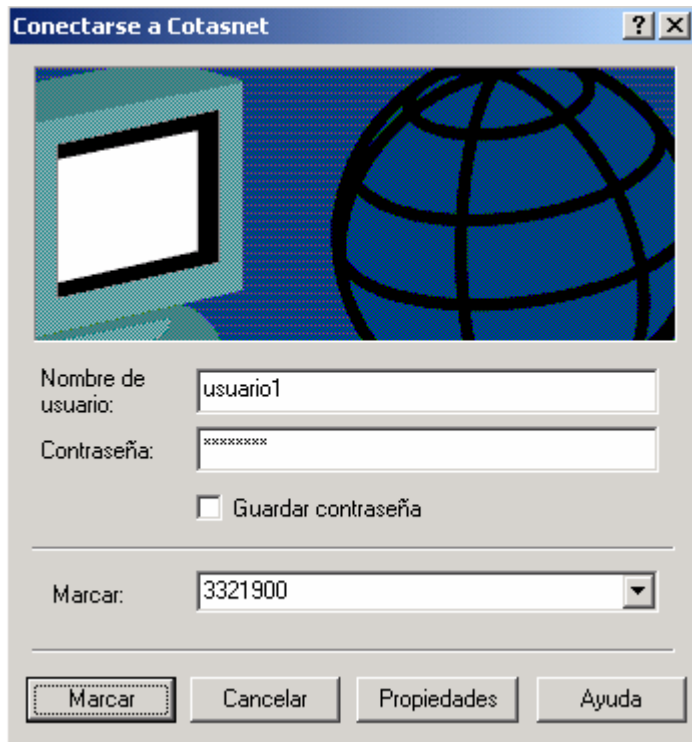 Conectarse a Cotasnet
Nombre de
usuario:
usuario1
Contraseña:
********
Guardar contraseña
Marcar:
3321900
Marcar
Cancelar
Propiedades
Ayuda